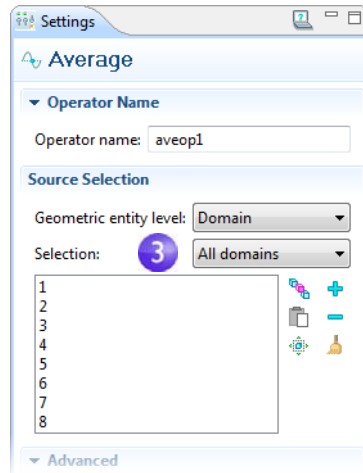 Settings
Average
Operator Name
Operator name: aveop1
Source Selection
Geometric entity level: Domain
Selection: 3 All domains
1
2
3
4
5
6
7
8
Advanced